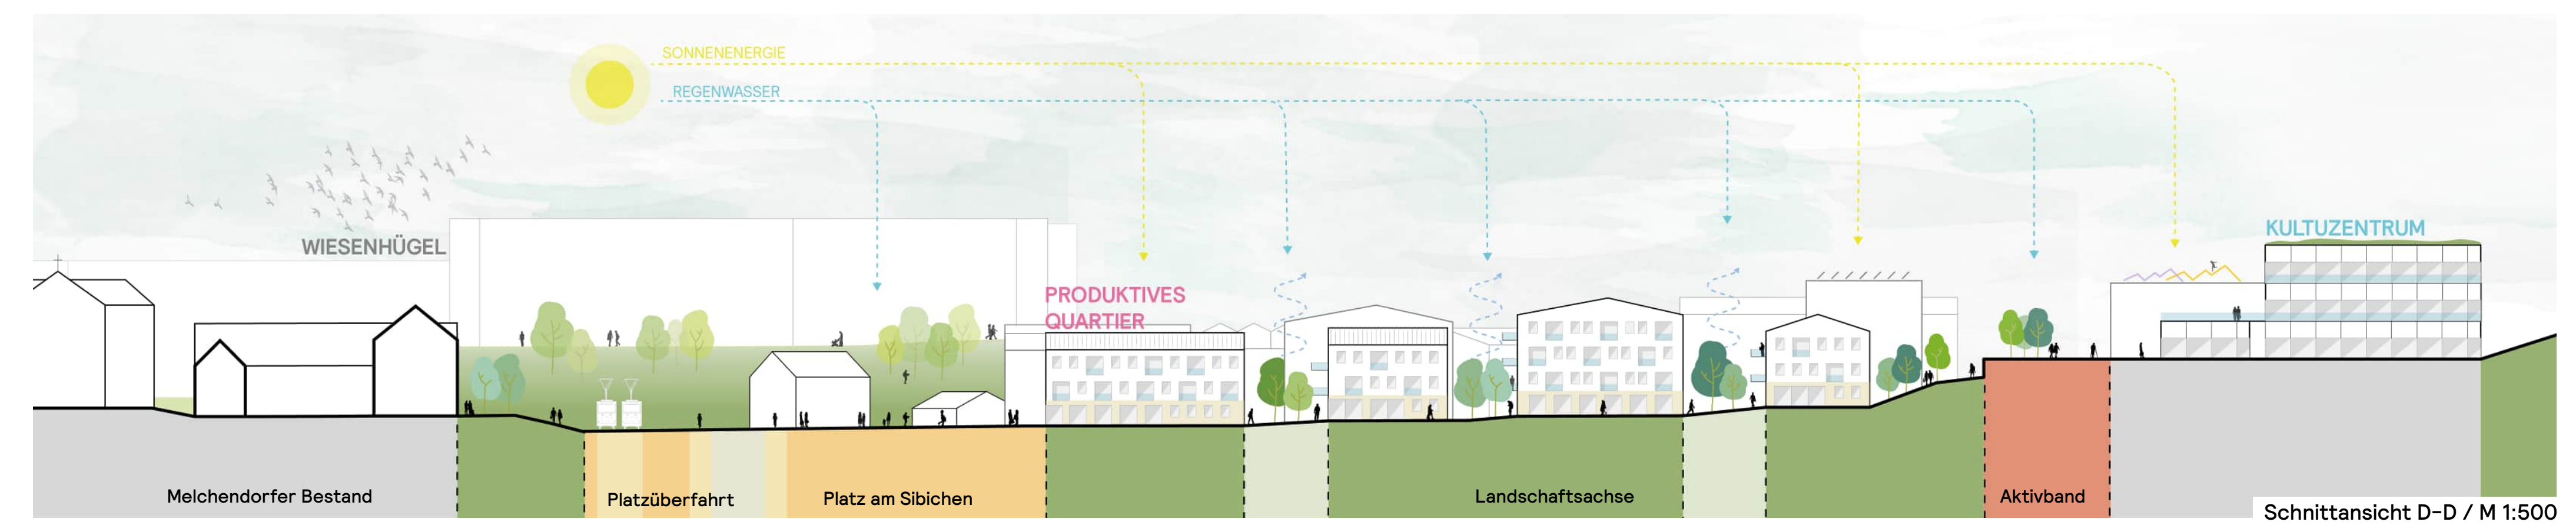 SONNENENERGIE
REGENWASSER
WIESENHÜGEL
KULTUZENTRUM
PRODUKTIVES
QUARTIER
Melchendorfer Bestand
Platzüberfahrt
Platz am Sibichen
Landschaftsachse
Aktivband
Schnittansicht D-D / M 1:500